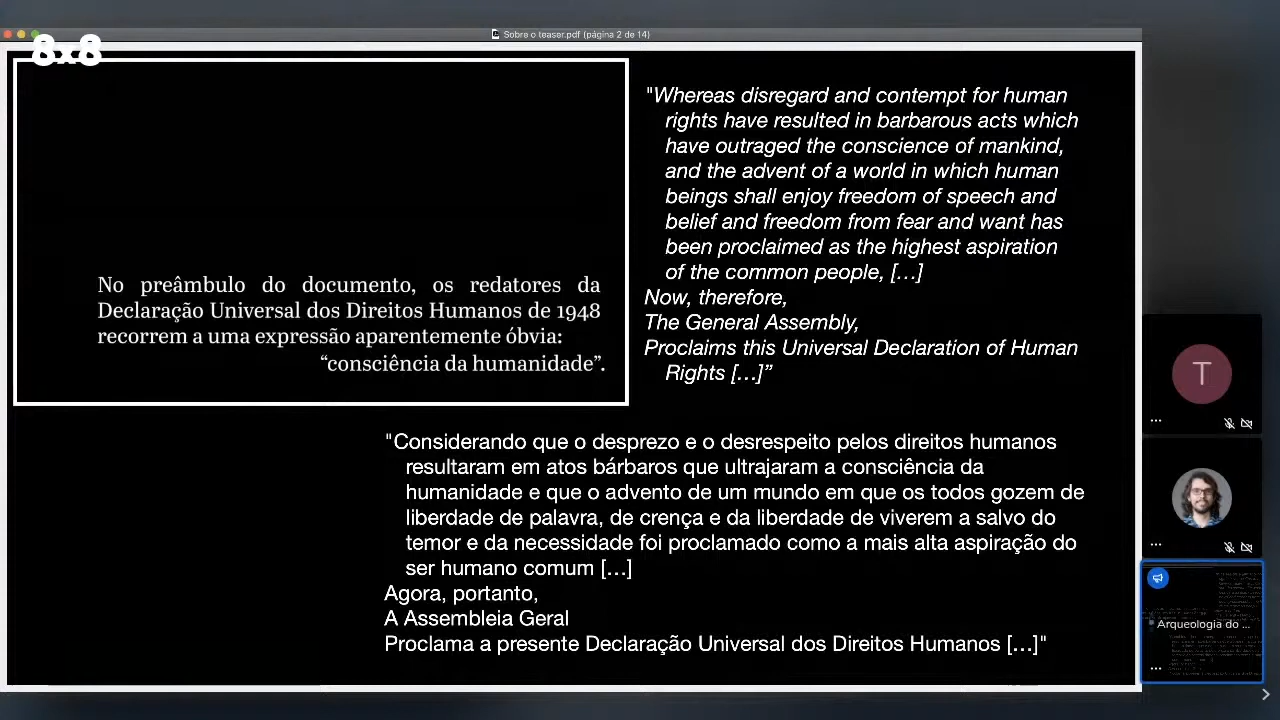 Sobre o teaser.pdf (página 2 de 14)
8x8
No preâmbulo do documento, os redatores da
Declaração Universal dos Direitos Humanos de 1948
recorrem a uma expressão aparentemente óbvia:
“consciência da humanidade”.
"Whereas disregard and contempt for human
rights have resulted in barbarous acts which
have outraged the conscience of mankind,
and the advent of a world in which human
beings shall enjoy freedom of speech and
belief and freedom from fear and want has
been proclaimed as the highest aspiration
of the common people, […]
Now, therefore,
The General Assembly,
Proclaims this Universal Declaration of Human
Rights […]”
"Considerando que o desprezo e o desrespeito pelos direitos humanos
resultaram em atos bárbaros que ultrajaram a consciência da
humanidade e que o advento de um mundo em que os todos gozem de
liberdade de palavra, de crença e da liberdade de viverem a salvo do
temor e da necessidade foi proclamado como a mais alta aspiração do
ser humano comum […]
Agora, portanto,
A Assembleia Geral
Proclama a presente Declaração Universal dos Direitos Humanos […]"
T
Arqueologia do ...